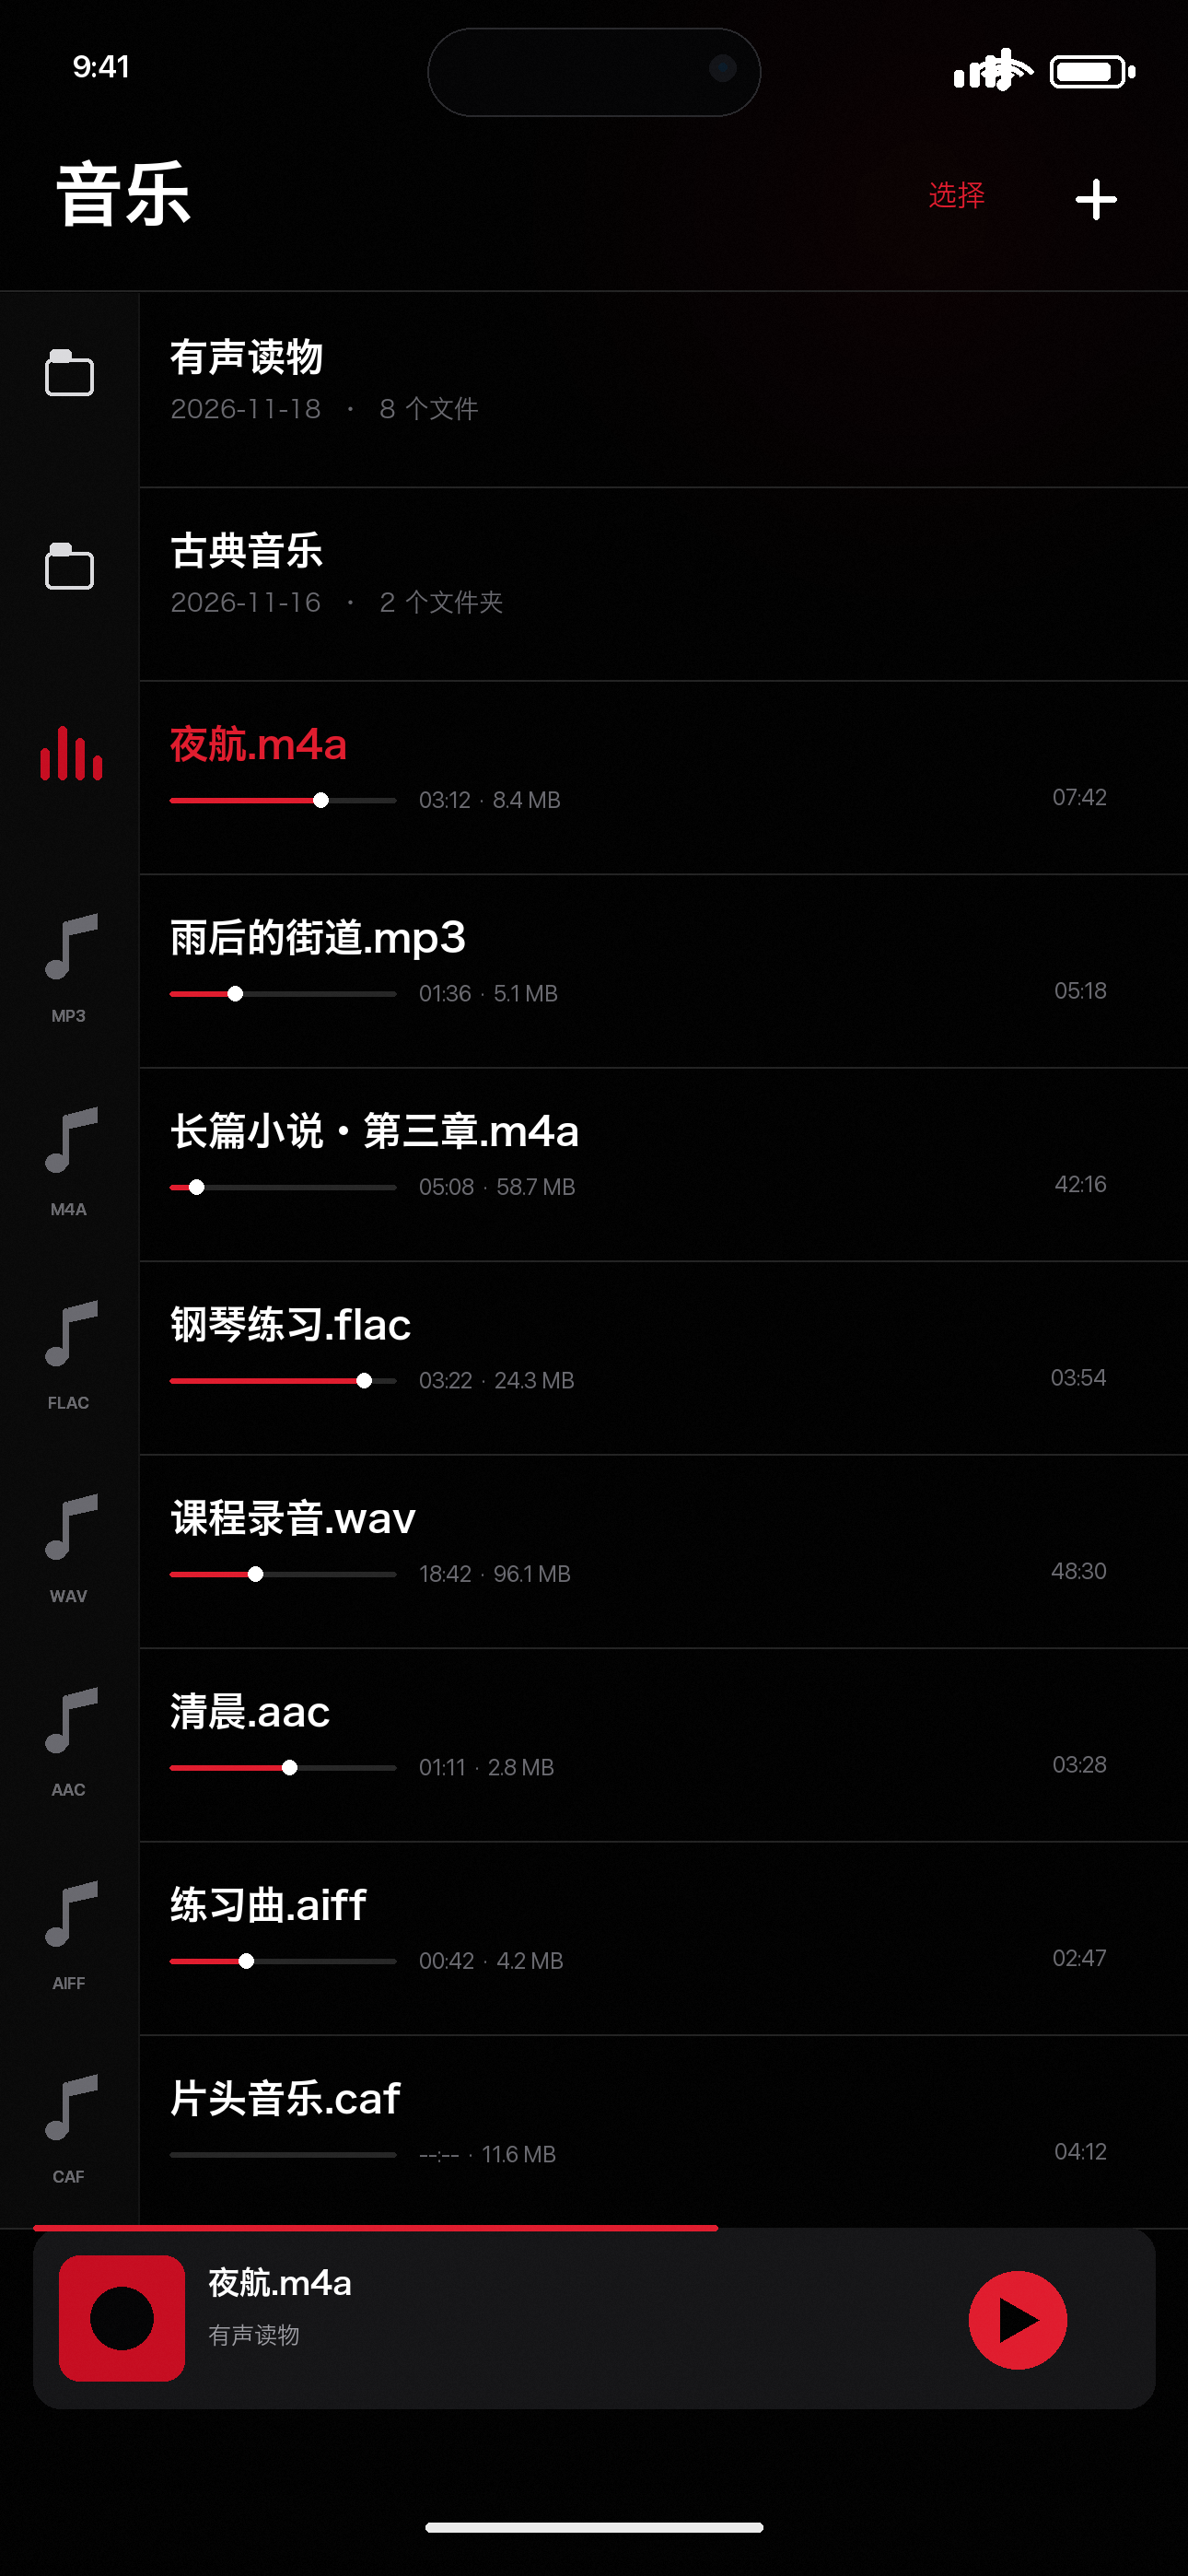 9:41
音乐
选择
有声读物
2026-11-18 · 8 个文件
古典音乐
2026-11-16 · 2 个文件夹
夜航.m4a
03:12 · 8.4 MB 07:42
雨后的街道.mp3
01:36 · 5.1 MB 05:18
MP3
长篇小说・第三章.m4a
05:08 · 58.7 MB 42:16
M4A
钢琴练习.flac
03:22 · 24.3 MB 03:54
FLAC
课程录音.wav
18:42 · 96.1 MB 48:30
WAV
清晨.aac
01:11 · 2.8 MB 03:28
AAC
练习曲.aiff
00:42 · 4.2 MB 02:47
AIFF
片头音乐.caf
--:-- · 11.6 MB 04:12
CAF
夜航.m4a
有声读物